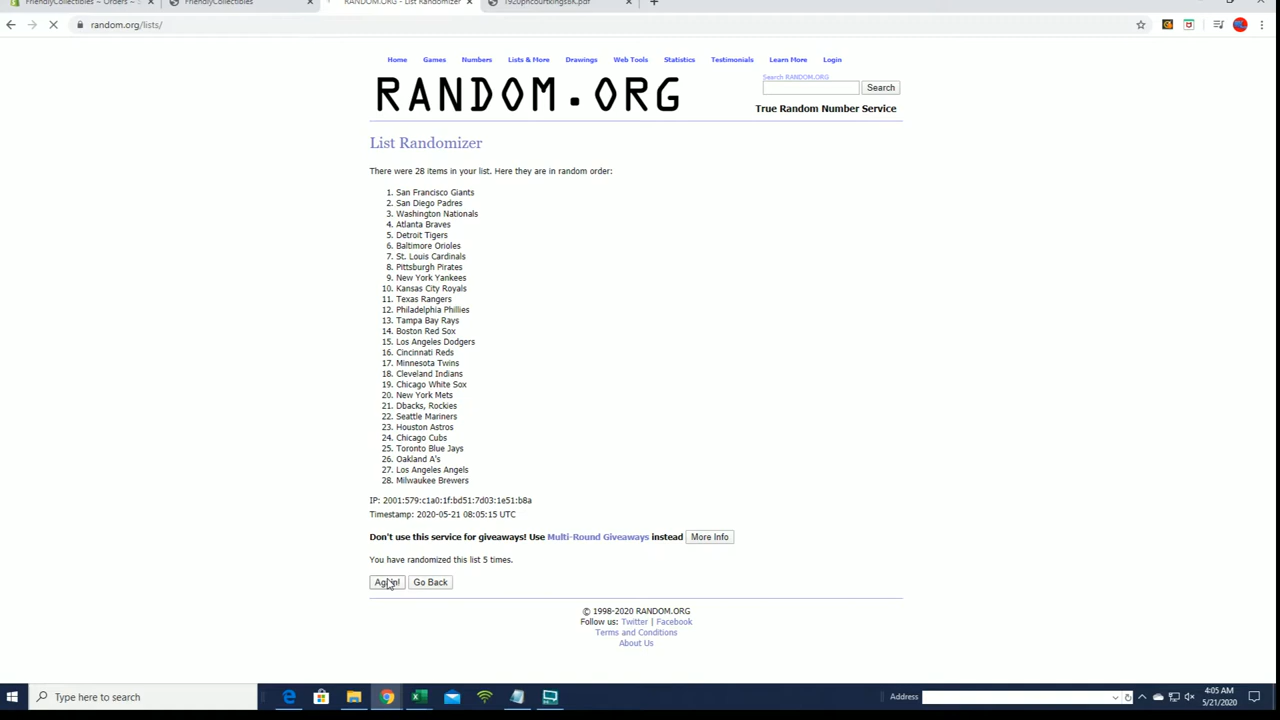 FriendlyCollectibles ~ Orders ~ S
FriendlyCollectibles
RANDOM.ORG - List Randomizer
random.org/lists/
Home Games Numbers Lists & More Drawings Web Tools Statistics Testimonials Learn More Login
RANDOM.ORG
Search RANDOM.ORG
Search
True Random Number Service
List Randomizer
There were 28 items in your list. Here they are in random order:
1. San Francisco Giants
2. San Diego Padres
3. Washington Nationals
4. Atlanta Braves
5. Detroit Tigers
6. Baltimore Orioles
7. St. Louis Cardinals
8. Pittsburgh Pirates
9. New York Yankees
10. Kansas City Royals
11. Texas Rangers
12. Philadelphia Phillies
13. Tampa Bay Rays
14. Boston Red Sox
15. Los Angeles Dodgers
16. Cincinnati Reds
17. Minnesota Twins
18. Cleveland Indians
19. Chicago White Sox
20. New York Mets
21. Dbacks, Rockies
22. Seattle Mariners
23. Houston Astros
24. Chicago Cubs
25. Toronto Blue Jays
26. Oakland A's
27. Los Angeles Angels
28. Milwaukee Brewers
IP: 2001:579:c1a0:1f:bd51:7d03:1e51:b8a
Timestamp: 2020-05-21 08:05:15 UTC
Don't use this service for giveaways! Use Multi-Round Giveaways instead More Info
You have randomized this list 5 times.
Again! Go Back
© 1998-2020 RANDOM.ORG
Follow us: Twitter | Facebook
Terms and Conditions
About Us
Type here to search
Address
4:05 AM
5/21/2020